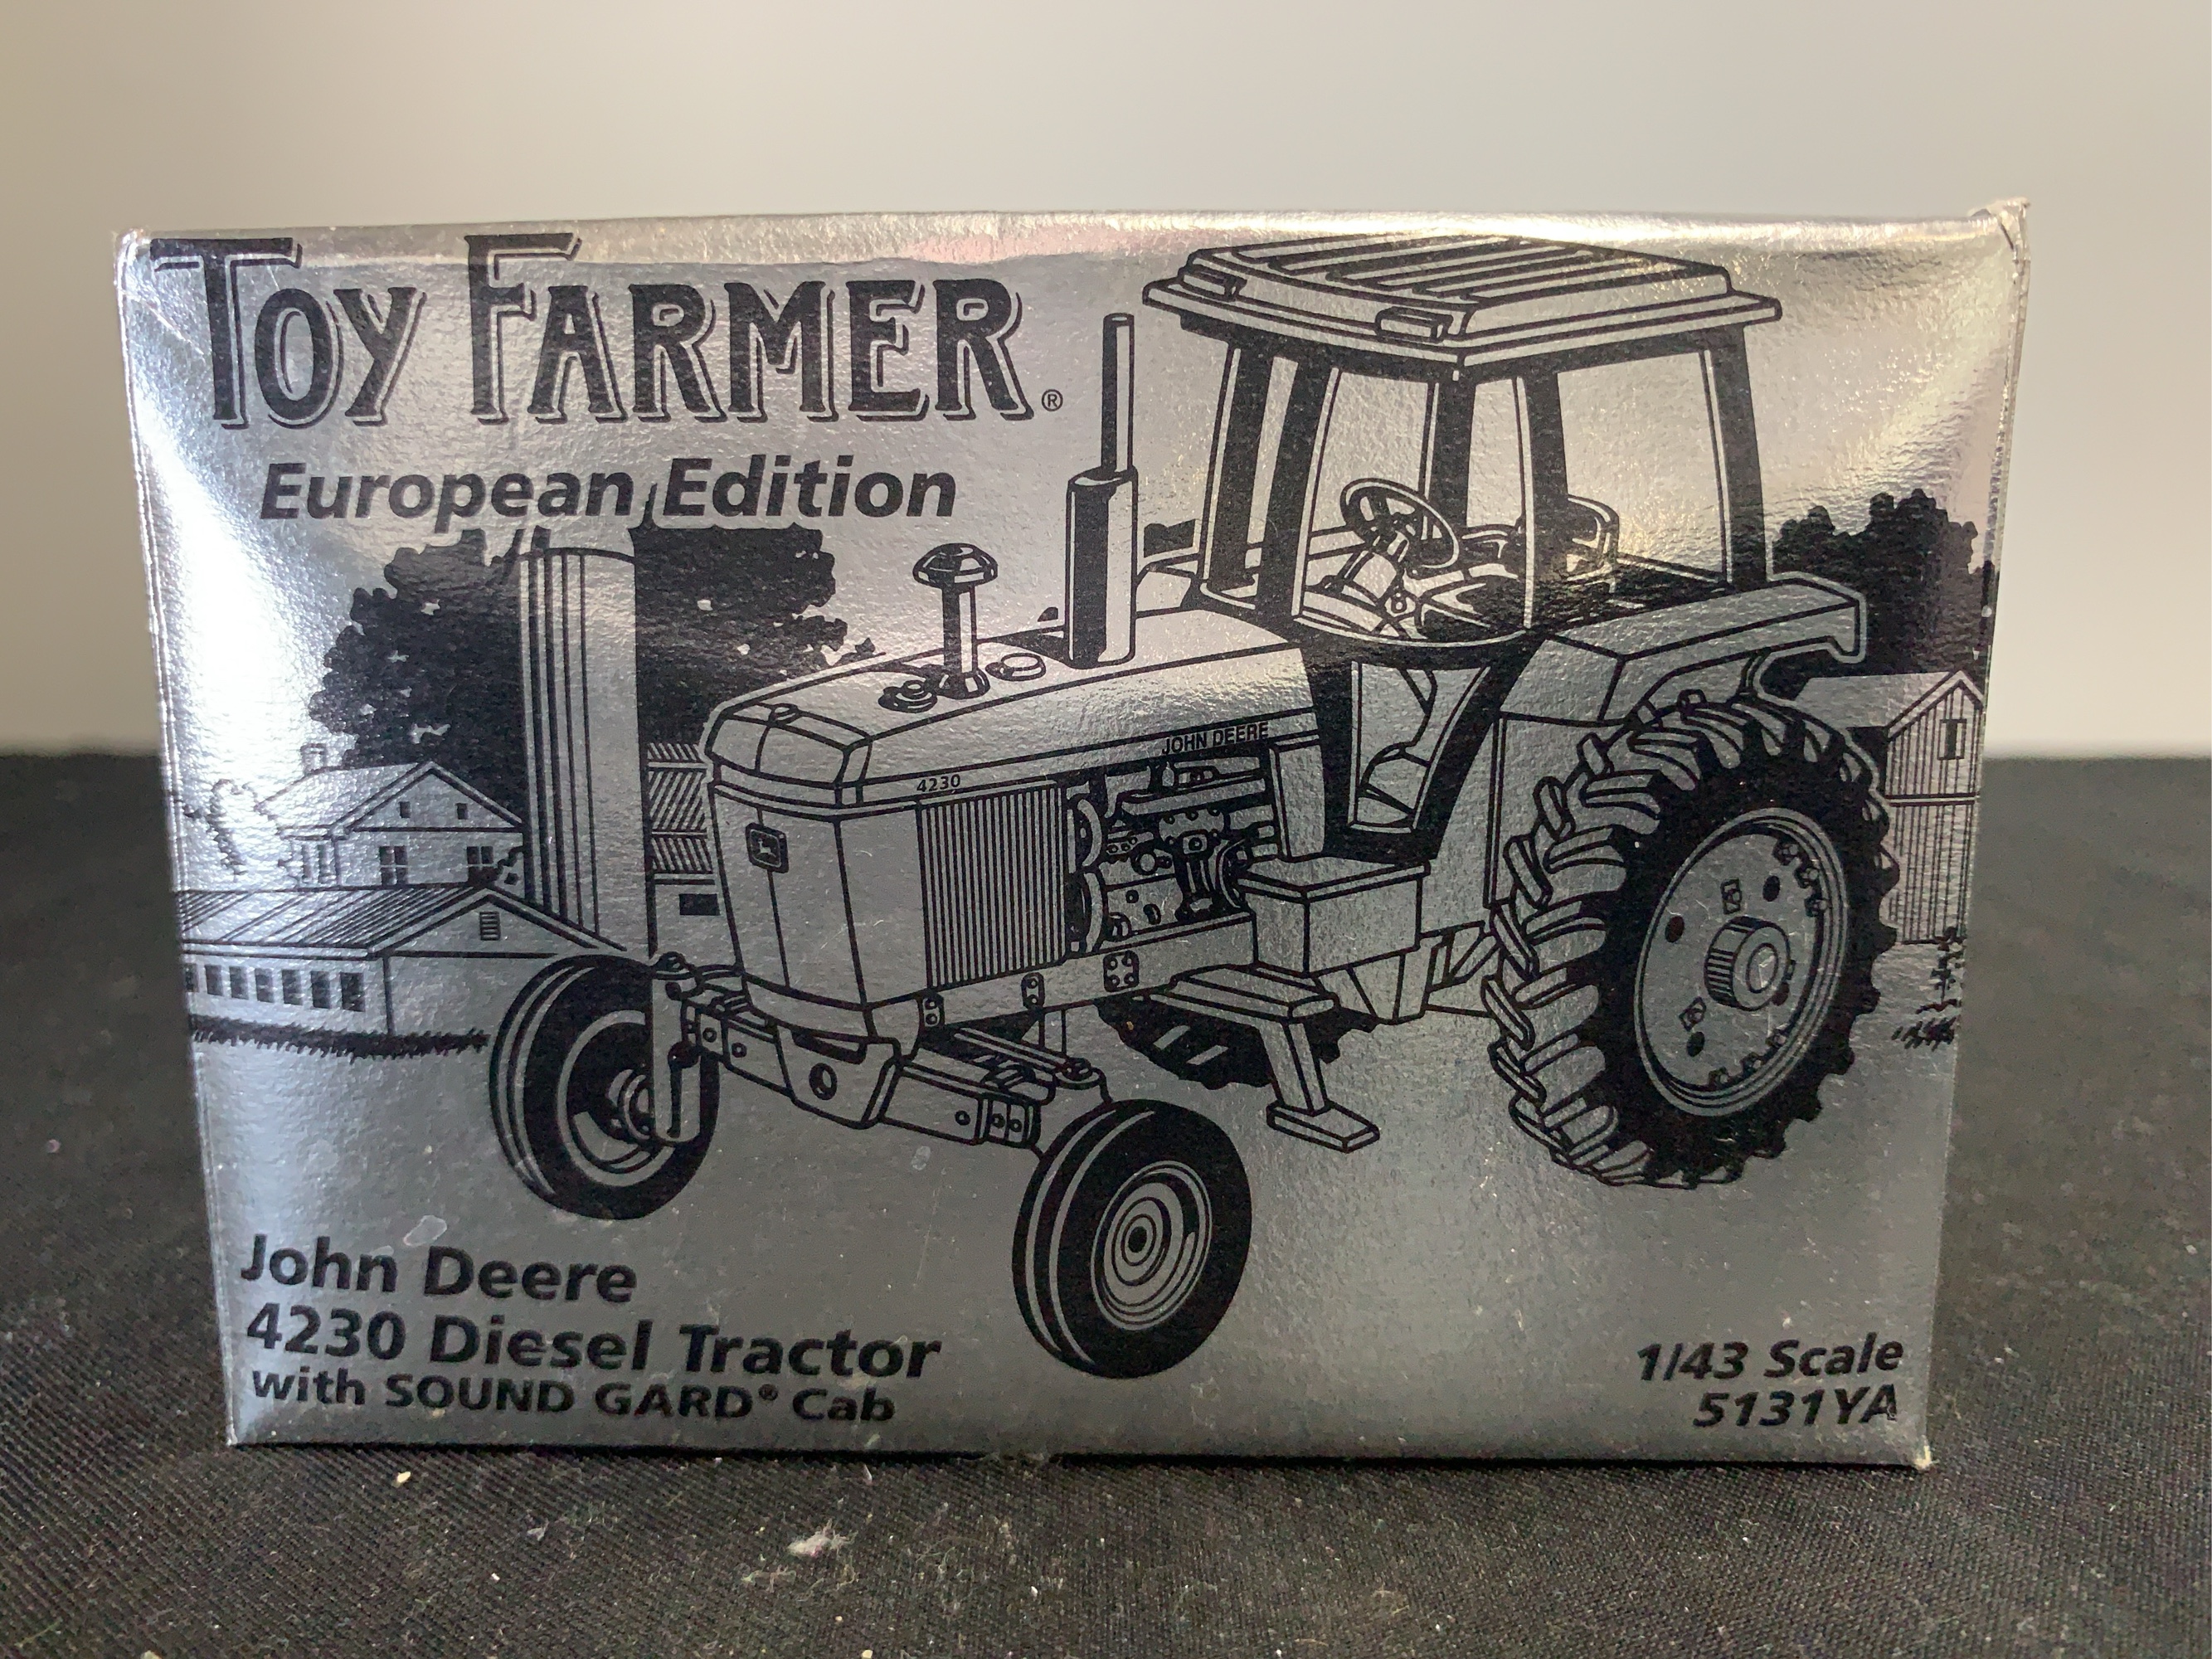 TOY FARMER®
European Edition
JOHN DEERE
4230
John Deere
4230 Diesel Tractor
with SOUND GARD® Cab
1/43 Scale
5131YA